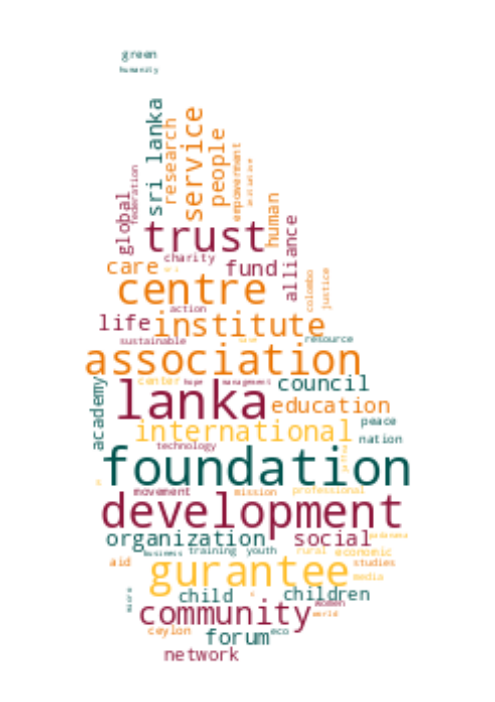 green
humanity
sri lanka
research
service
people
empowerment
federation
global
human
trust
alliance
charity
care
fund
centre
colombo
justice
action
life
institute
sustainable
resource
association
center
hope
management
council
academy
lanka
education
international
peace
nation
technology
foundation
movement
mission
professional
development
organization
social
business
training
youth
rural
economic
aid
gurantee
studies
media
child
children
micro
women
community
world
ceylon
forum
eco
network